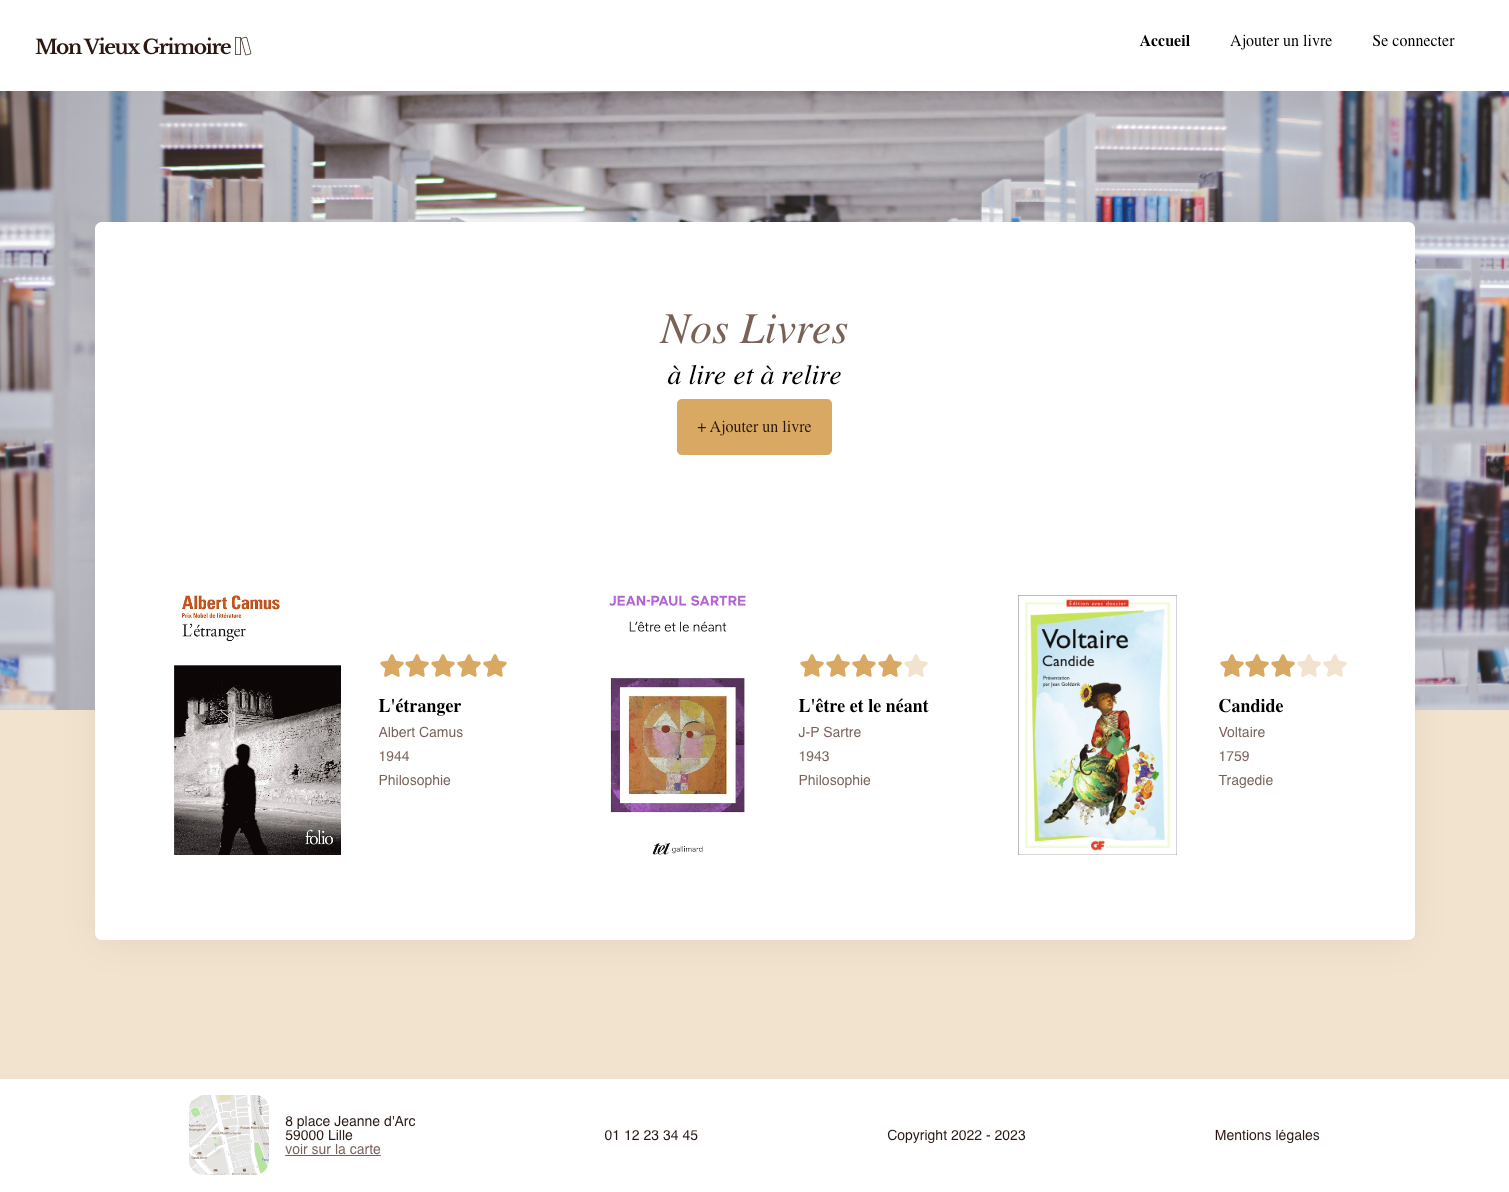 Mon Vieux Grimoire
Accueil
Ajouter un livre
Se connecter
Nos Livres
à lire et à relire
+ Ajouter un livre
Albert Camus
Prix Nobel de littérature
L'étranger
folio
L'étranger
Albert Camus
1944
Philosophie
JEAN-PAUL SARTRE
L'être et le néant
tel gallimard
L'être et le néant
J-P Sartre
1943
Philosophie
Édition avec dossier
Voltaire
Candide
Présentation
par Jean Goldzink
GF
Candide
Voltaire
1759
Tragedie
8 place Jeanne d'Arc
59000 Lille
voir sur la carte
01 12 23 34 45
Copyright 2022 - 2023
Mentions légales